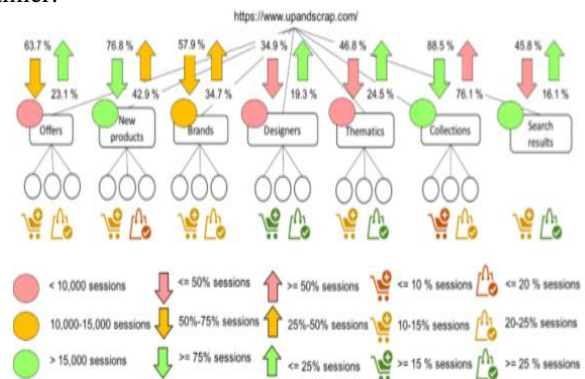 https://www.upandscrap.com/
63.7 % 76.8 % 57.9 % 34.9 % 46.8 % 88.5 % 45.8 %
23.1 % 42.9 % 34.7 % 19.3 % 24.5 % 76.1 % 16.1 %
Offers
New products
Brands
Designers
Thematics
Collections
Search results
< 10,000 sessions <= 50% sessions >= 50% sessions <= 10 % sessions <= 20 % sessions
10,000-15,000 sessions 50%-75% sessions 25%-50% sessions 10-15% sessions 20-25% sessions
> 15,000 sessions >= 75% sessions <= 25% sessions >= 15 % sessions >= 25 % sessions